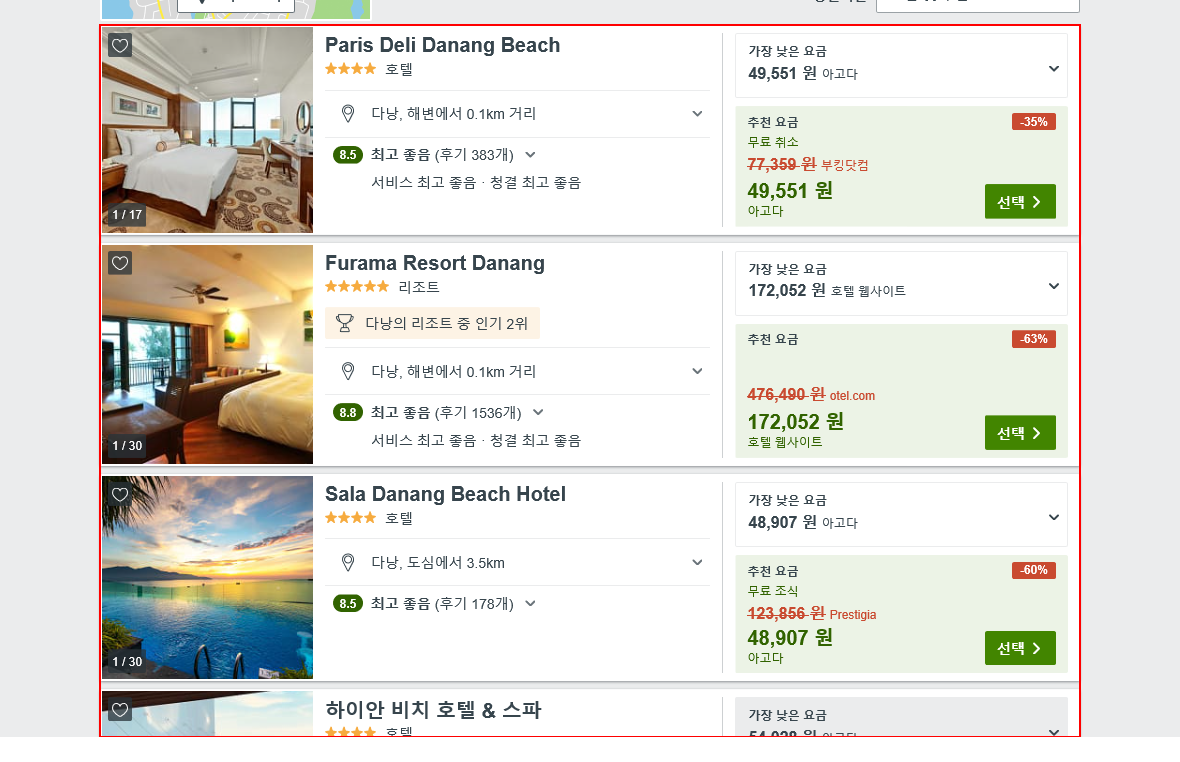 Paris Deli Danang Beach
호텔
다낭, 해변에서 0.1km 거리
8.5 최고 좋음 (후기 383개)
서비스 최고 좋음 · 청결 최고 좋음
1 / 17
가장 낮은 요금
49,551 원 아고다
추천 요금
-35%
무료 취소
77,359 원 부킹닷컴
49,551 원
아고다
선택
Furama Resort Danang
리조트
다낭의 리조트 중 인기 2위
다낭, 해변에서 0.1km 거리
8.8 최고 좋음 (후기 1536개)
서비스 최고 좋음 · 청결 최고 좋음
1 / 30
가장 낮은 요금
172,052 원 호텔 웹사이트
추천 요금
-63%
476,490 원 otel.com
172,052 원
호텔 웹사이트
선택
Sala Danang Beach Hotel
호텔
다낭, 도심에서 3.5km
8.5 최고 좋음 (후기 178개)
1 / 30
가장 낮은 요금
48,907 원 아고다
추천 요금
-60%
무료 조식
123,856 원 Prestigia
48,907 원
아고다
선택
하이안 비치 호텔 & 스파
호텔
가장 낮은 요금